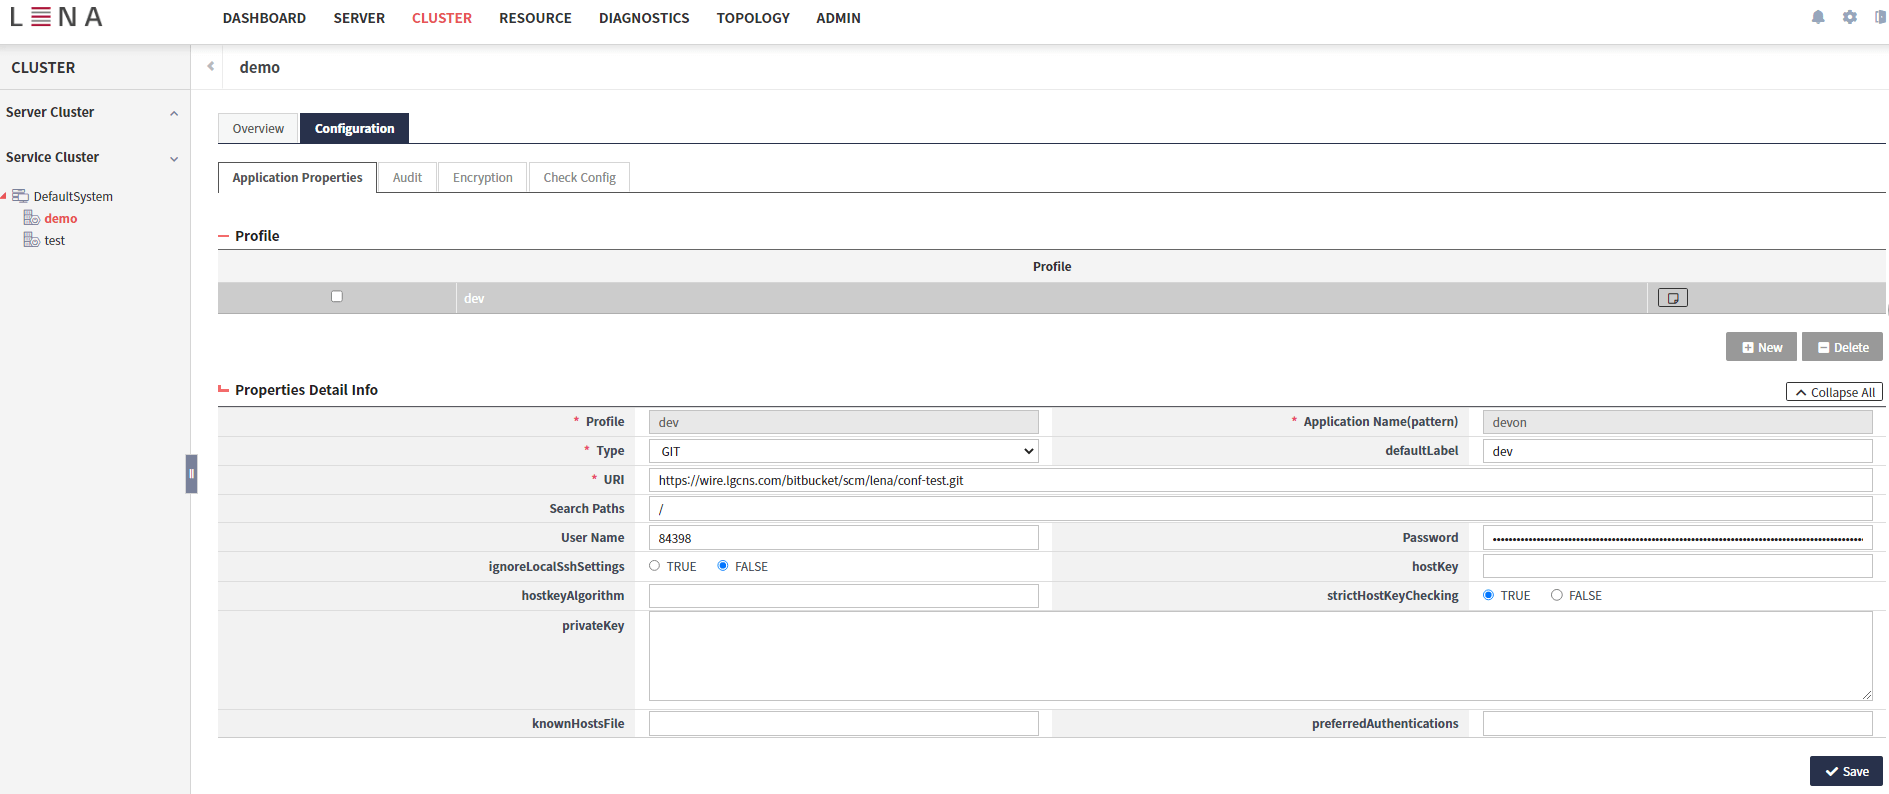 LENA
DASHBOARD SERVER CLUSTER RESOURCE DIAGNOSTICS TOPOLOGY ADMIN
CLUSTER
demo
Server Cluster
Service Cluster
DefaultSystem
demo
test
Overview Configuration
Application Properties Audit Encryption Check Config
Profile
Profile
dev
New Delete
Properties Detail Info
Collapse All
* Profile dev * Application Name(pattern) devon
* Type GIT defaultLabel dev
* URI https://wire.lgcns.com/bitbucket/scm/lena/conf-test.git
Search Paths /
User Name 84398 Password
ignoreLocalSshSettings TRUE FALSE hostKey
hostkeyAlgorithm strictHostKeyChecking TRUE FALSE
privateKey
knownHostsFile preferredAuthentications
Save